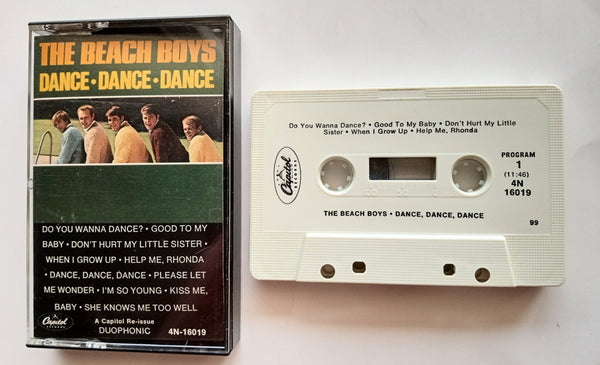 THE BEACH BOYS
DANCE • DANCE • DANCE
DO YOU WANNA DANCE? • GOOD TO MY
BABY • DON'T HURT MY LITTLE SISTER •
WHEN I GROW UP • HELP ME, RHONDA
• DANCE, DANCE, DANCE • PLEASE LET
ME WONDER • I'M SO YOUNG • KISS ME,
BABY • SHE KNOWS ME TOO WELL
Capitol
RECORDS
A Capitol Re-issue
DUOPHONIC
4N-16019
Do You Wanna Dance? • Good To My Baby • Don't Hurt My Little
Sister • When I Grow Up • Help Me, Rhonda
Capitol
RECORDS
PROGRAM
1
(11:46)
4N
16019
THE BEACH BOYS • DANCE, DANCE, DANCE
99